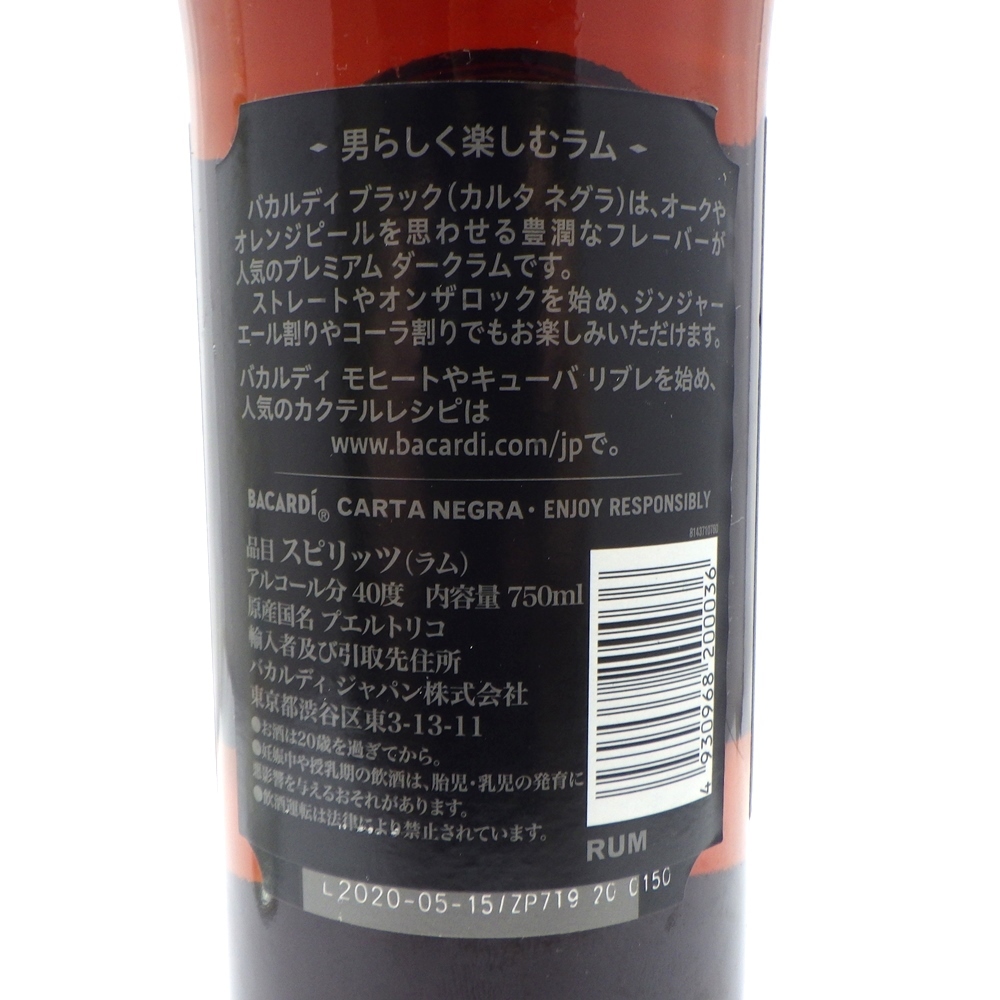 男らしく楽しむラム
バカルディ ブラック(カルタ ネグラ)は、オークや
オレンジピールを思わせる豊潤なフレーバーが
人気のプレミアム ダークラムです。
ストレートやオンザロックを始め、ジンジャー
エール割りやコーラ割りでもお楽しみいただけます。
バカルディ モヒートやキューバ リブレを始め、
人気のカクテルレシピは
www.bacardi.com/jpで。
BACARDÍ® CARTA NEGRA・ENJOY RESPONSIBLY
品目 スピリッツ(ラム)
アルコール分 40度 内容量 750ml
原産国名 プエルトリコ
輸入者及び引取先住所
バカルディ ジャパン株式会社
東京都渋谷区東3-13-11
●お酒は20歳を過ぎてから。
●妊娠中や授乳期の飲酒は、胎児・乳児の発育に
悪影響を与えるおそれがあります。
●飲酒運転は法律により禁止されています。
4 930968 200036
RUM
L2020-05-15/ZP719 20 0150